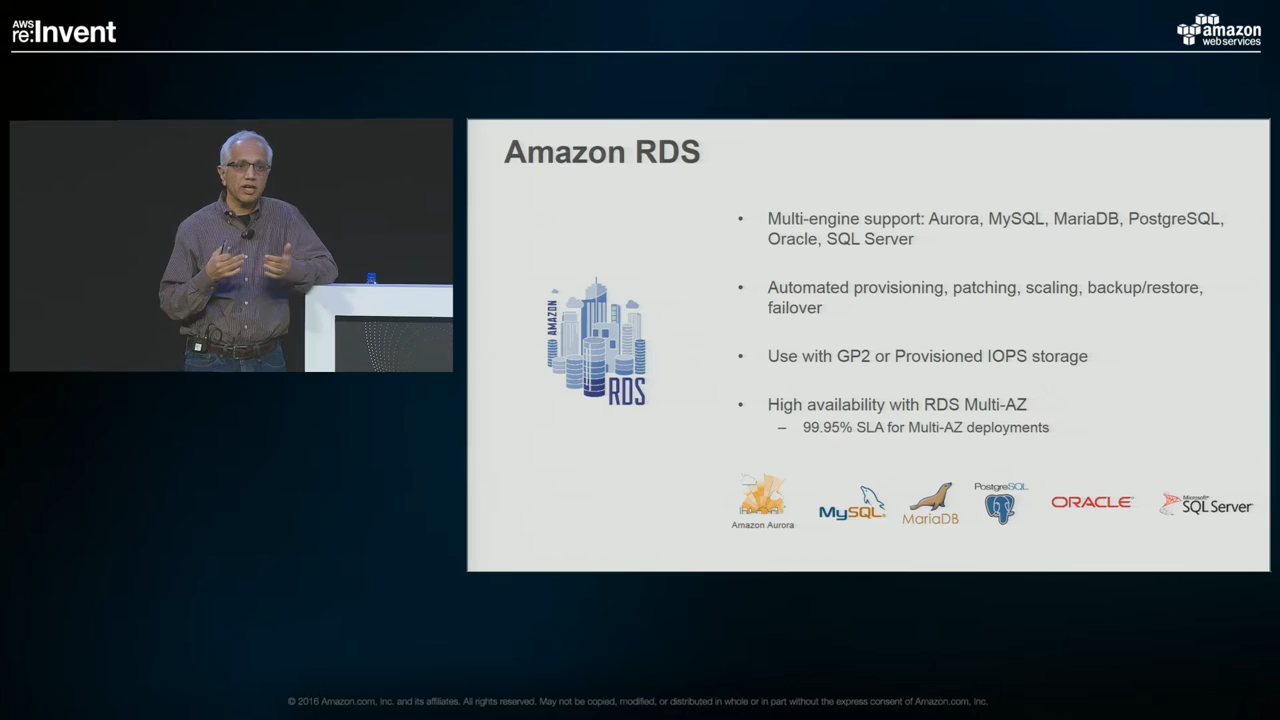 AWS
re:Invent
amazon
web services
Amazon RDS
• Multi-engine support: Aurora, MySQL, MariaDB, PostgreSQL,
Oracle, SQL Server
• Automated provisioning, patching, scaling, backup/restore,
failover
• Use with GP2 or Provisioned IOPS storage
• High availability with RDS Multi-AZ
– 99.95% SLA for Multi-AZ deployments
AMAZON
RDS
Amazon Aurora
MySQL
MariaDB
PostgreSQL
ORACLE
Microsoft
SQL Server
© 2016 Amazon.com, Inc. and its affiliates. All rights reserved. May not be copied, modified, or distributed in whole or in part without the express consent of Amazon.com, Inc.